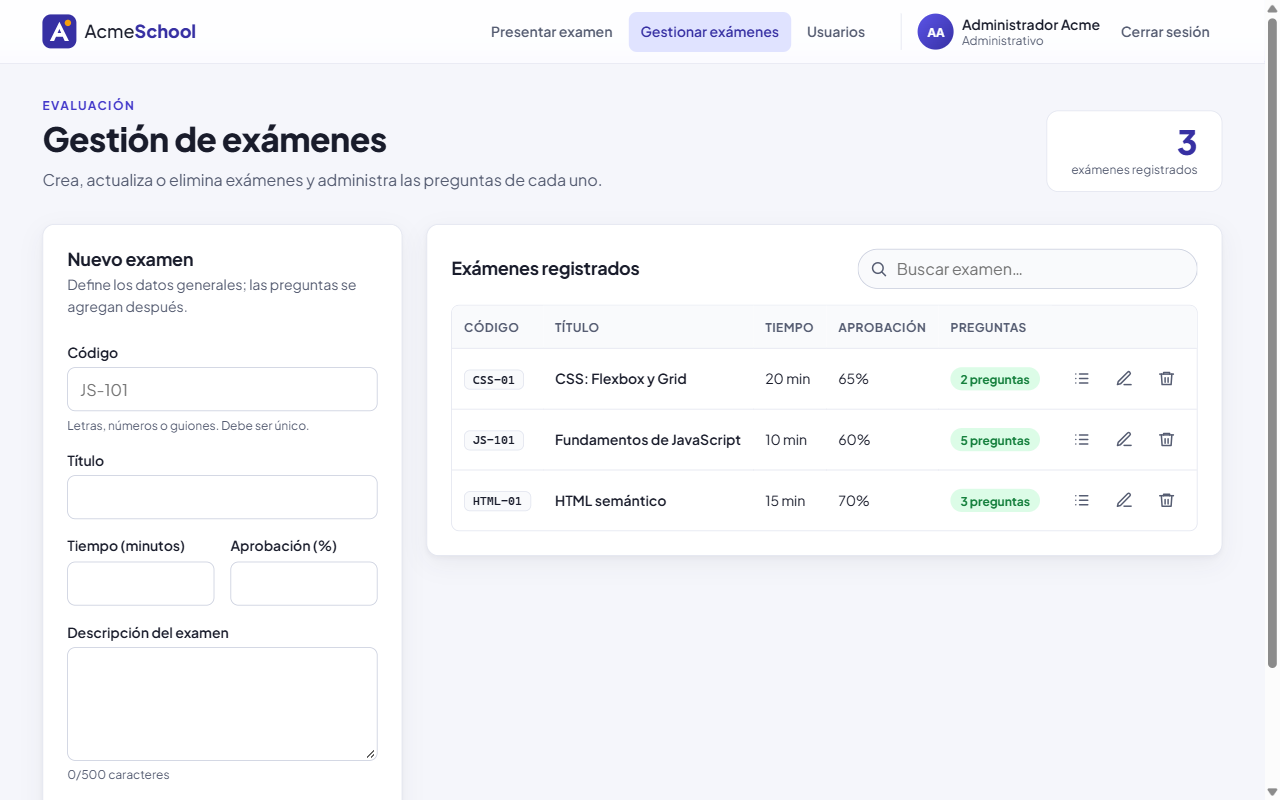 A AcmeSchool
Presentar examen
Gestionar exámenes
Usuarios
AA
Administrador Acme
Administrativo
Cerrar sesión
EVALUACIÓN
Gestión de exámenes
Crea, actualiza o elimina exámenes y administra las preguntas de cada uno.
3
exámenes registrados
Nuevo examen
Define los datos generales; las preguntas se
agregan después.
Código
JS-101
Letras, números o guiones. Debe ser único.
Título
Tiempo (minutos) Aprobación (%)
Descripción del examen
0/500 caracteres
Exámenes registrados
Buscar examen...
CÓDIGO TÍTULO TIEMPO APROBACIÓN PREGUNTAS
CSS-01 CSS: Flexbox y Grid 20 min 65% 2 preguntas
JS-101 Fundamentos de JavaScript 10 min 60% 5 preguntas
HTML-01 HTML semántico 15 min 70% 3 preguntas